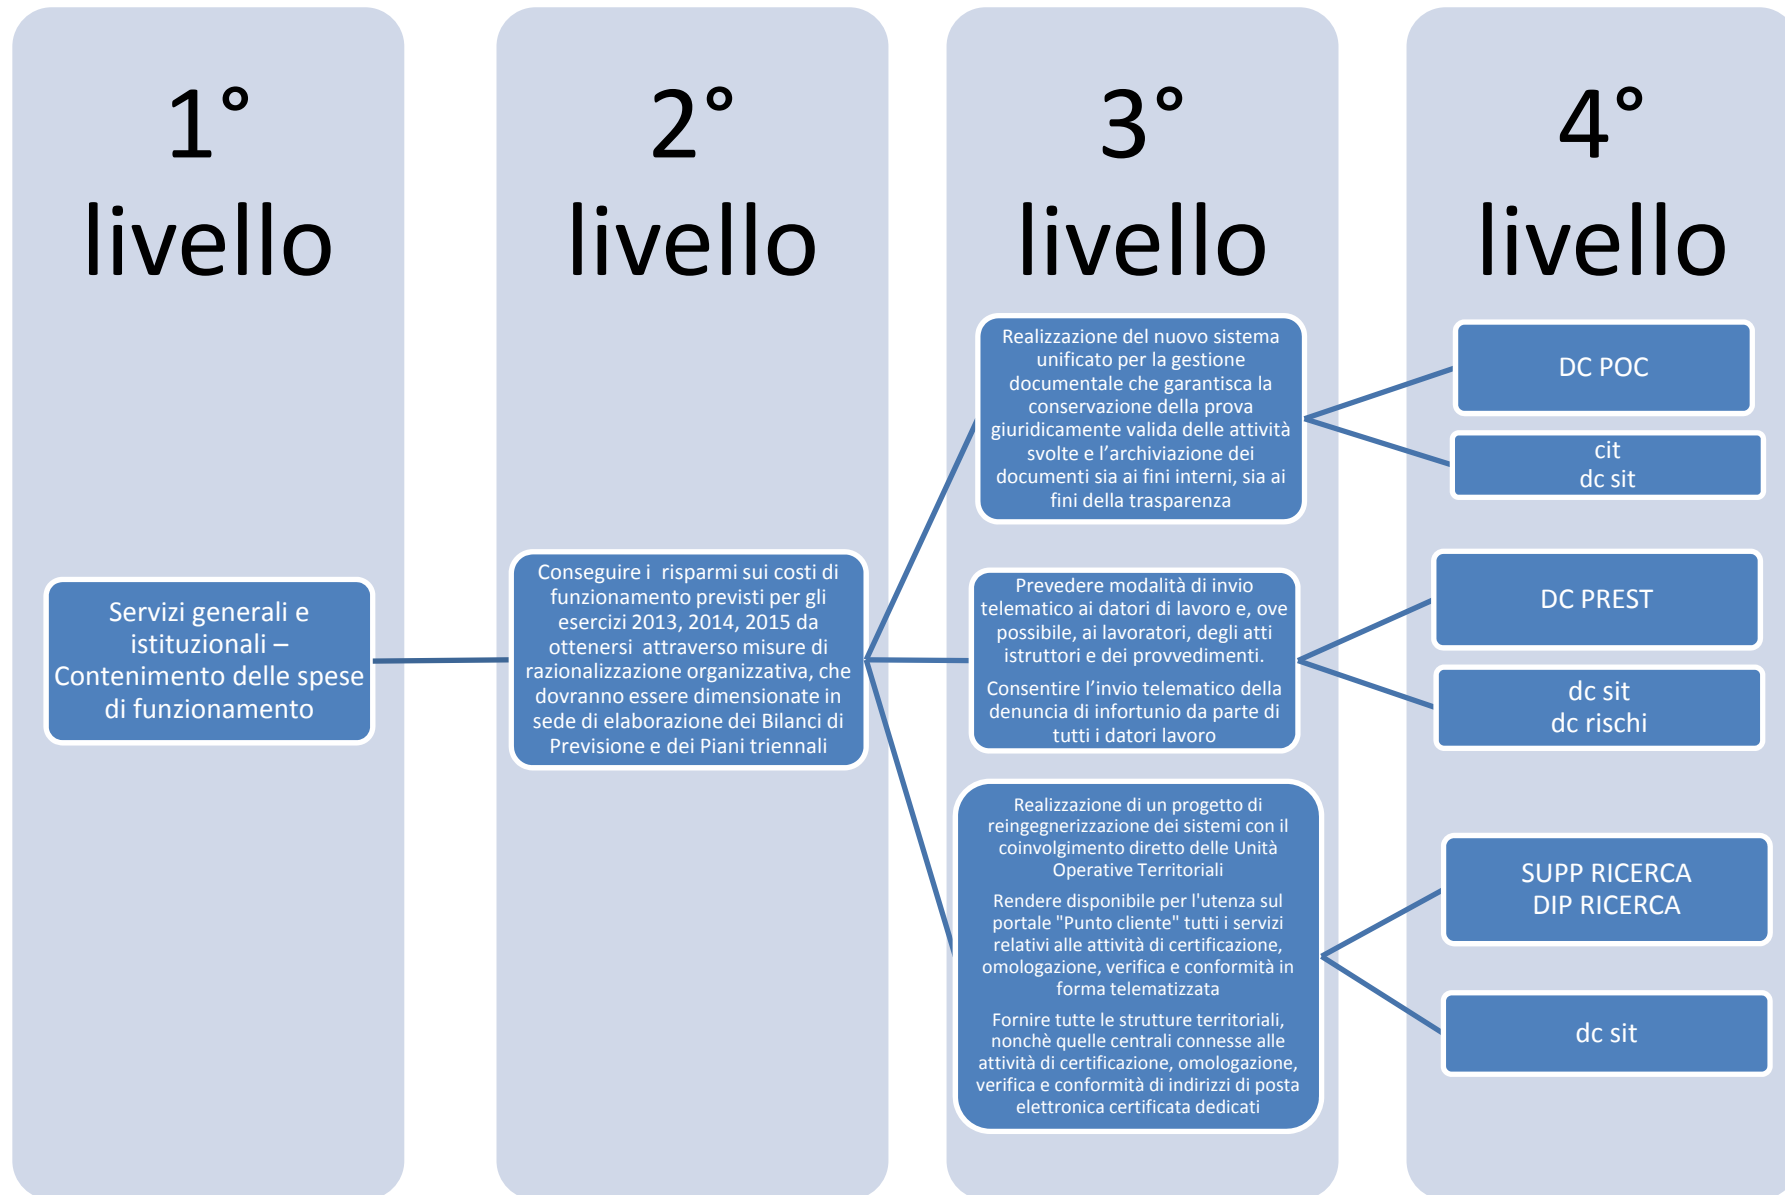 1°
livello
Servizi generali e
istituzionali –
Contenimento delle spese
di funzionamento
2°
livello
Conseguire i  risparmi sui costi di
funzionamento previsti per gli
esercizi 2013, 2014, 2015 da
ottenersi  attraverso misure di
razionalizzazione organizzativa, che
dovranno essere dimensionate in
sede di elaborazione dei Bilanci di
Previsione e dei Piani triennali
3°
livello
Realizzazione del nuovo sistema
unificato per la gestione
documentale che garantisca la
conservazione della prova
giuridicamente valida delle attività
svolte e l’archiviazione dei
documenti sia ai fini interni, sia ai
fini della trasparenza
Prevedere modalità di invio
telematico ai datori di lavoro e, ove
possibile, ai lavoratori, degli atti
istruttori e dei provvedimenti.
Consentire l’invio telematico della
denuncia di infortunio da parte di
tutti i datori lavoro
Realizzazione di un progetto di
reingegnerizzazione dei sistemi con il
coinvolgimento diretto delle Unità
Operative Territoriali
Rendere disponibile per l'utenza sul
portale "Punto cliente" tutti i servizi
relativi alle attività di certificazione,
omologazione, verifica e conformità in
forma telematizzata
Fornire tutte le strutture territoriali,
nonchè quelle centrali connesse alle
attività di certificazione, omologazione,
verifica e conformità di indirizzi di posta
elettronica certificata dedicati
4°
livello
DC POC
cit
dc sit
DC PREST
dc sit
dc rischi
SUPP RICERCA
DIP RICERCA
dc sit